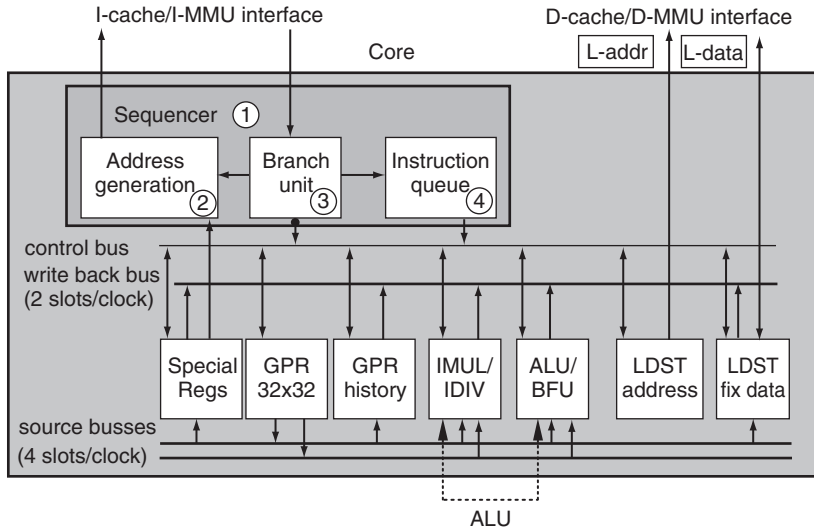 I-cache/I-MMU interface
D-cache/D-MMU interface
Core
L-addr
L-data
Sequencer 1
Address
generation
2
Branch
unit
3
Instruction
queue
4
control bus
write back bus
(2 slots/clock)
Special
Regs
GPR
32x32
GPR
history
IMUL/
IDIV
ALU/
BFU
LDST
address
LDST
fix data
source busses
(4 slots/clock)
ALU